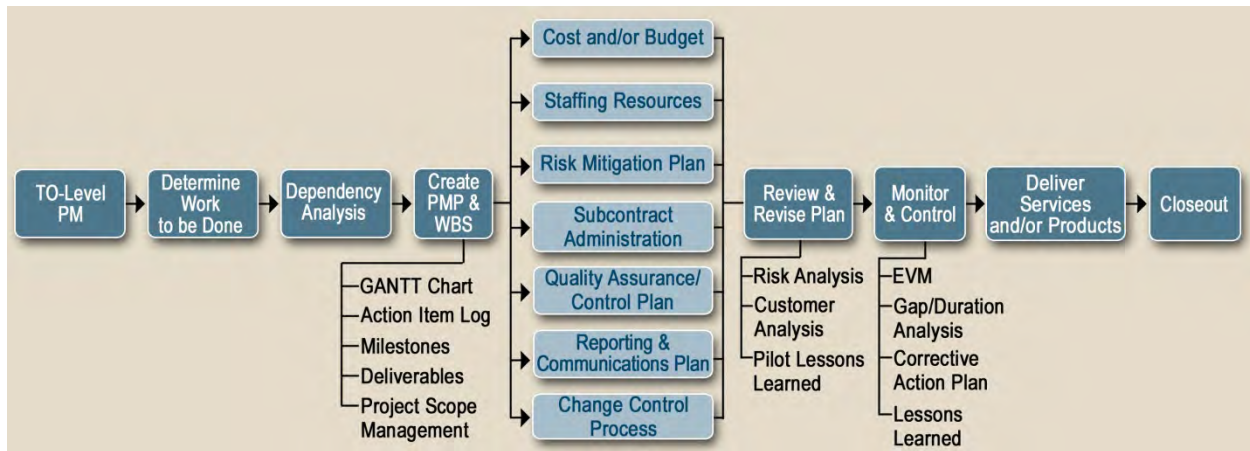 TO-Level
PM
Determine
Work
to be Done
Dependency
Analysis
Create
PMP &
WBS
GANTT Chart
Action Item Log
Milestones
Deliverables
Project Scope
Management
Cost and/or Budget
Staffing Resources
Risk Mitigation Plan
Subcontract
Administration
Quality Assurance/
Control Plan
Reporting &
Communications Plan
Change Control
Process
Review &
Revise Plan
Risk Analysis
Customer
Analysis
Pilot Lessons
Learned
Monitor
& Control
EVM
Gap/Duration
Analysis
Corrective
Action Plan
Lessons
Learned
Deliver
Services
and/or Products
Closeout